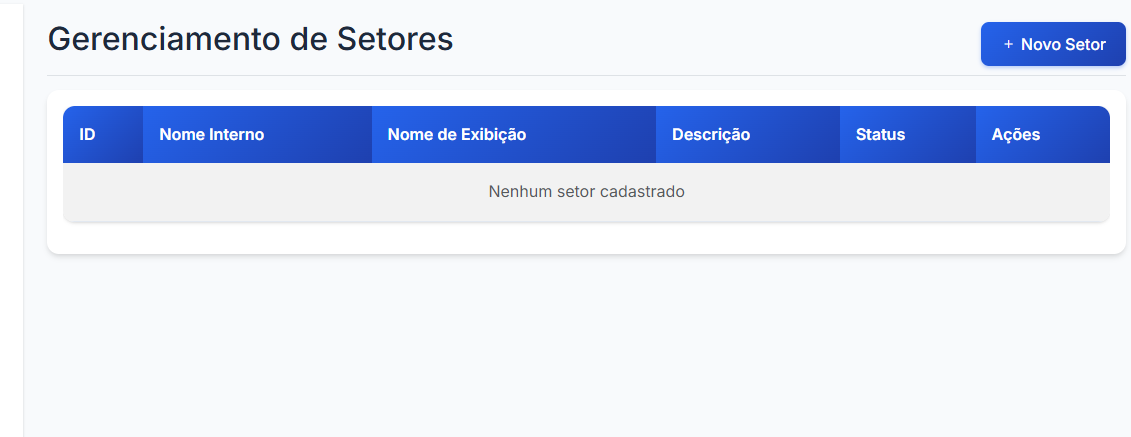 Gerenciamento de Setores
+ Novo Setor
ID Nome Interno Nome de Exibição Descrição Status Ações
Nenhum setor cadastrado